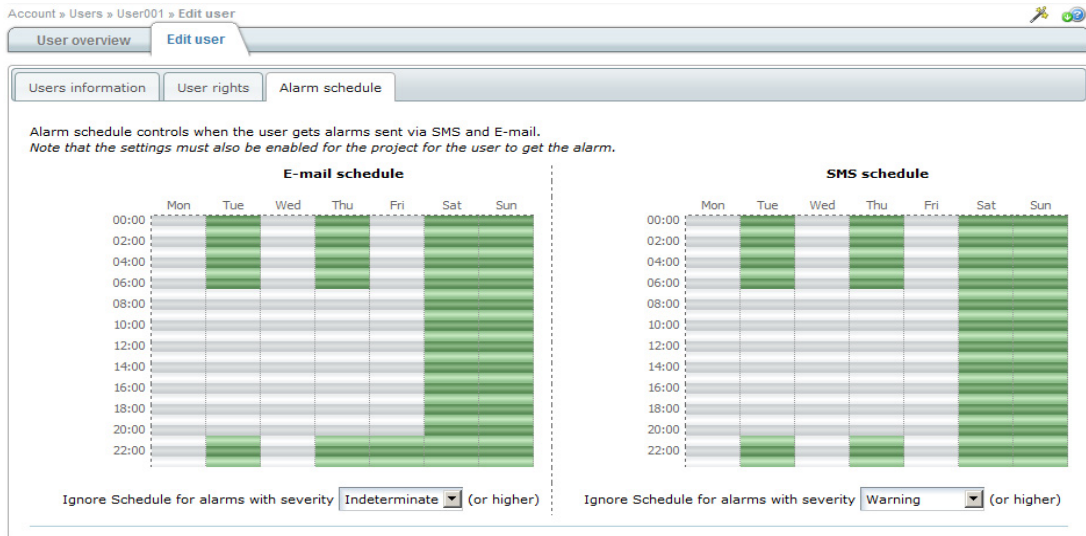 Account » Users » User001 » Edit user
User overview
Edit user
Users information
User rights
Alarm schedule
Alarm schedule controls when the user gets alarms sent via SMS and E-mail.
Note that the settings must also be enabled for the project for the user to get the alarm.
E-mail schedule
Mon Tue Wed Thu Fri Sat Sun
00:00
02:00
04:00
06:00
08:00
10:00
12:00
14:00
16:00
18:00
20:00
22:00
Ignore Schedule for alarms with severity Indeterminate (or higher)
SMS schedule
Mon Tue Wed Thu Fri Sat Sun
00:00
02:00
04:00
06:00
08:00
10:00
12:00
14:00
16:00
18:00
20:00
22:00
Ignore Schedule for alarms with severity Warning (or higher)